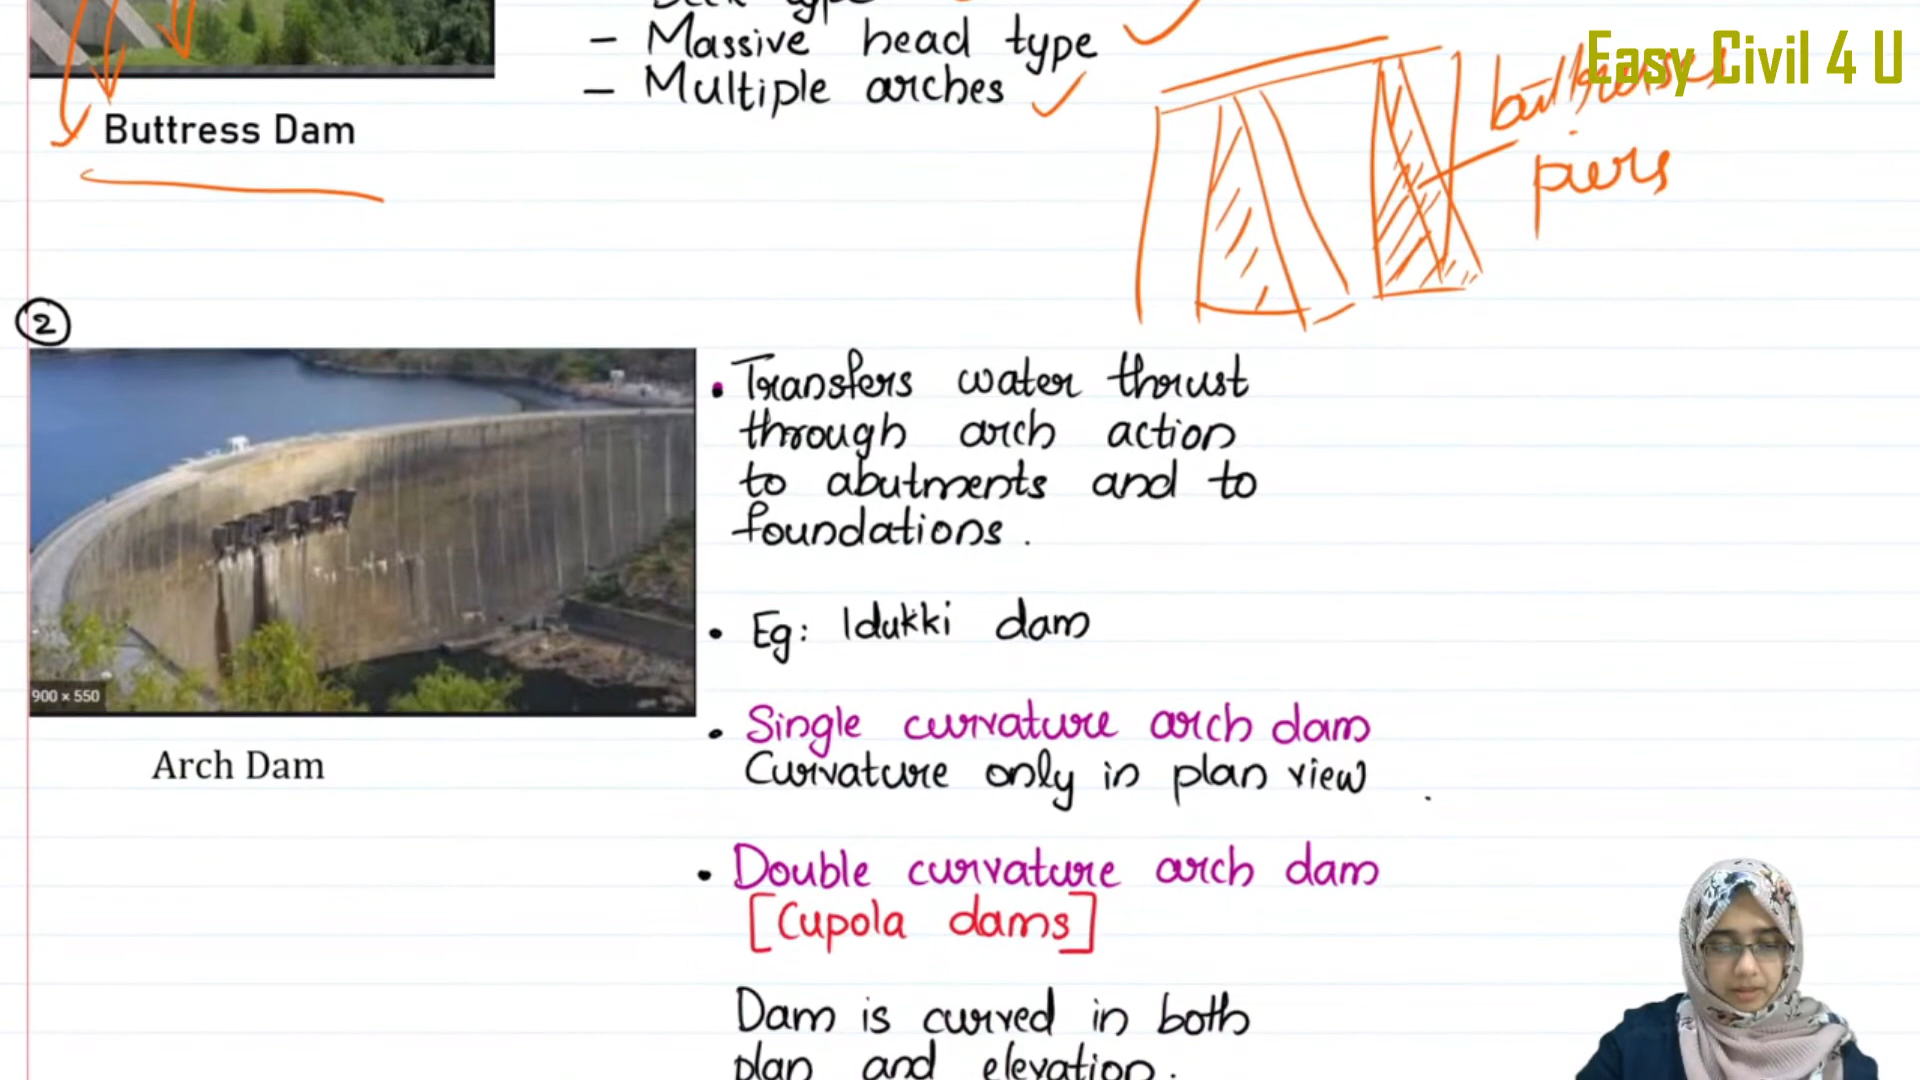 - Massive head type
- Multiple arches
Easy Civil 4 U
piers
Buttress Dam
2
• Transfers water thrust
through arch action
to abutments and to
foundations.
• Eg: Idukki dam
900 × 550
Arch Dam
• Single curvature arch dam
Curvature only in plan view.
• Double curvature arch dam
[Cupola dams]
Dam is curved in both
plan and elevation.